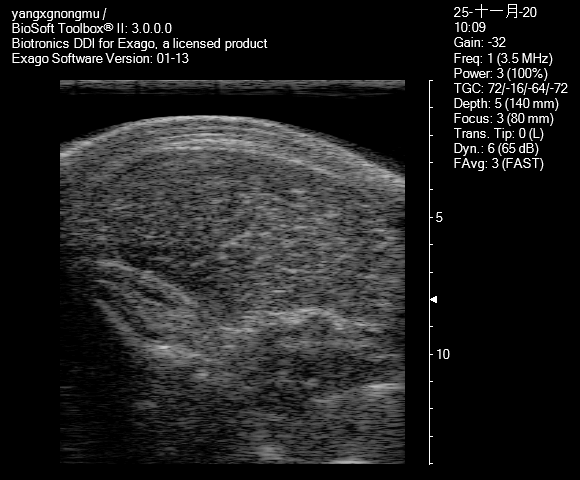 yangxgnongmu /
BioSoft Toolbox® II: 3.0.0.0
Biotronics DDI for Exago, a licensed product
Exago Software Version: 01-13
25-十一月-20
10:09
Gain: -32
Freq: 1 (3.5 MHz)
Power: 3 (100%)
TGC: 72/-16/-64/-72
Depth: 5 (140 mm)
Focus: 3 (80 mm)
Trans. Tip: 0 (L)
Dyn.: 6 (65 dB)
FAvg: 3 (FAST)
5
10